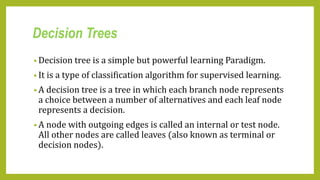 Decision Trees
• Decision tree is a simple but powerful learning Paradigm.
• It is a type of classification algorithm for supervised learning.
• A decision tree is a tree in which each branch node represents
a choice between a number of alternatives and each leaf node
represents a decision.
• A node with outgoing edges is called an internal or test node.
All other nodes are called leaves (also known as terminal or
decision nodes).